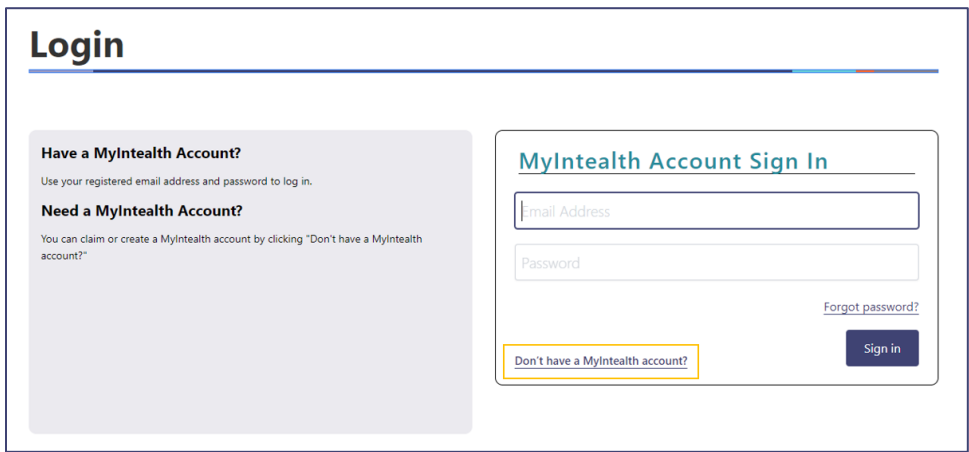 Login
Have a MyIntealth Account?
Use your registered email address and password to log in.
Need a MyIntealth Account?
You can claim or create a MyIntealth account by clicking "Don't have a MyIntealth
account?"
MyIntealth Account Sign In
Email Address
Password
Forgot password?
Sign in
Don't have a MyIntealth account?